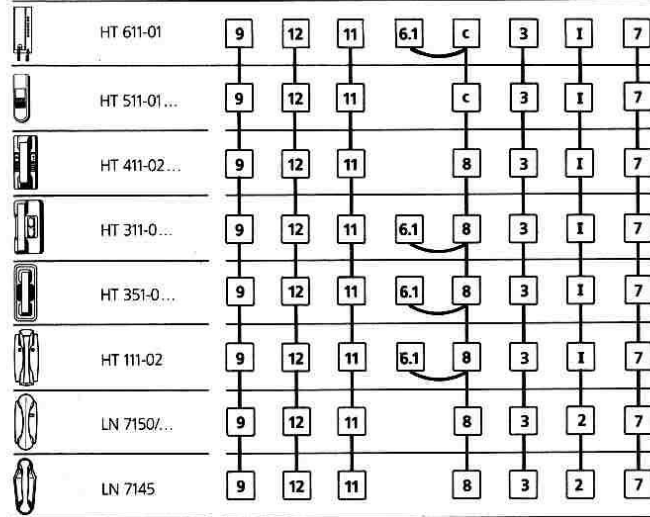 HT 611-01 9 12 11 6.1 c 3 I 7
HT 511-01... 9 12 11 c 3 I 7
HT 411-02... 9 12 11 8 3 I 7
HT 311-0... 9 12 11 6.1 8 3 I 7
HT 351-0... 9 12 11 6.1 8 3 I 7
HT 111-02 9 12 11 6.1 8 3 I 7
LN 7150/... 9 12 11 8 3 2 7
LN 7145 9 12 11 8 3 2 7